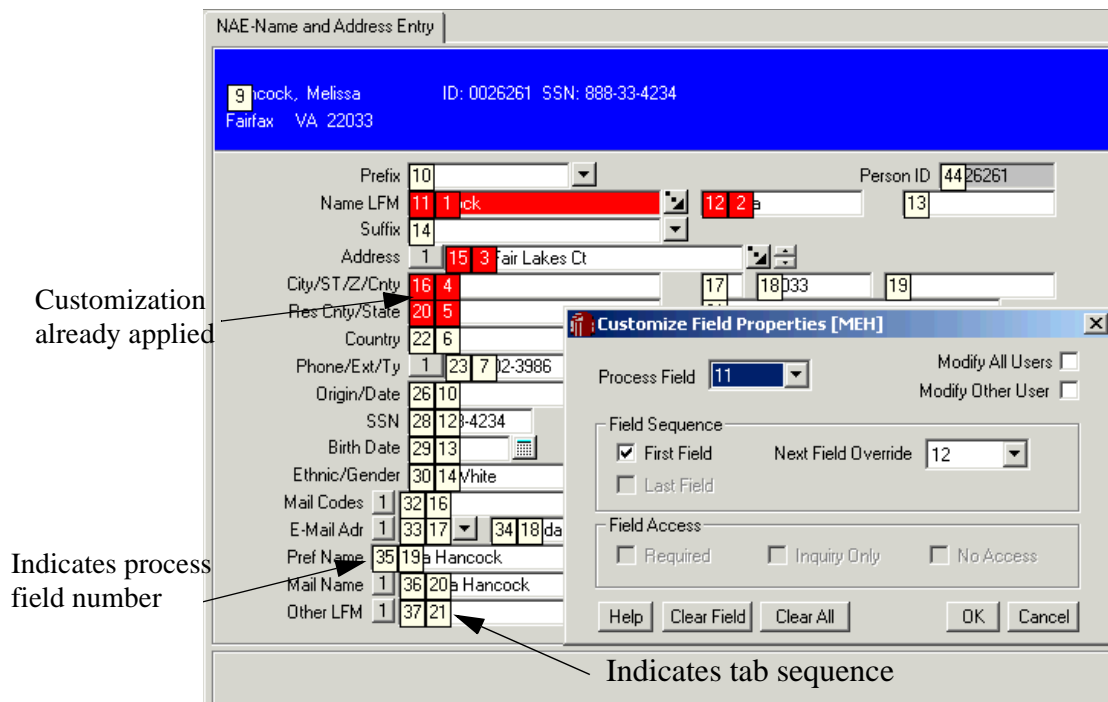 NAE-Name and Address Entry
9 cock, Melissa ID: 0026261 SSN: 888-33-4234
Fairfax VA 22033
Prefix 10 Person ID 44 26261
Name LFM 11 1 ock 12 2 a 13
Suffix 14
Address 1 15 3 Fair Lakes Ct
City/ST/Z/Cnty 16 4 17 18 033 19
Res Cnty/State 20 5
Country 22 6
Phone/Ext/Ty 1 23 7 02-3986
Origin/Date 26 10
SSN 28 12 3-4234
Birth Date 29 13
Ethnic/Gender 30 14 White
Mail Codes 1 32 16
E-Mail Adr 1 33 17 34 18 da
Pref Name 35 19 a Hancock
Mail Name 1 36 20 a Hancock
Other LFM 1 37 21
Customization
already applied
Indicates process
field number
Indicates tab sequence
Customize Field Properties [MEH]
Process Field 11
Modify All Users
Modify Other User
Field Sequence
First Field Next Field Override 12
Last Field
Field Access
Required Inquiry Only No Access
Help Clear Field Clear All OK Cancel